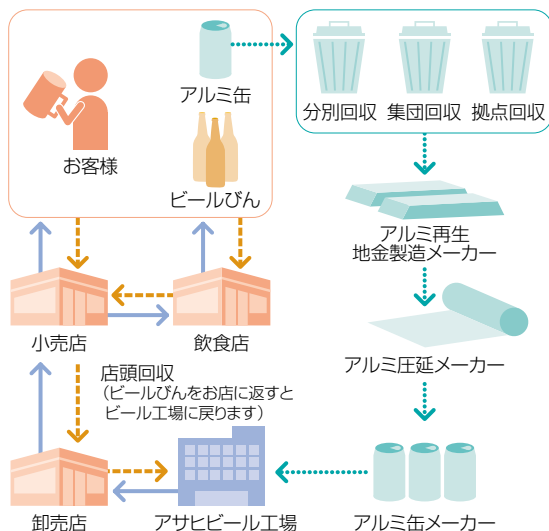 アルミ缶
お客様
ビールびん
分別回収
集団回収
拠点回収
アルミ再生
地金製造メーカー
小売店
飲食店
アルミ圧延メーカー
店頭回収
（ビールびんをお店に返すと
ビール工場に戻ります）
卸売店
アサヒビール工場
アルミ缶メーカー